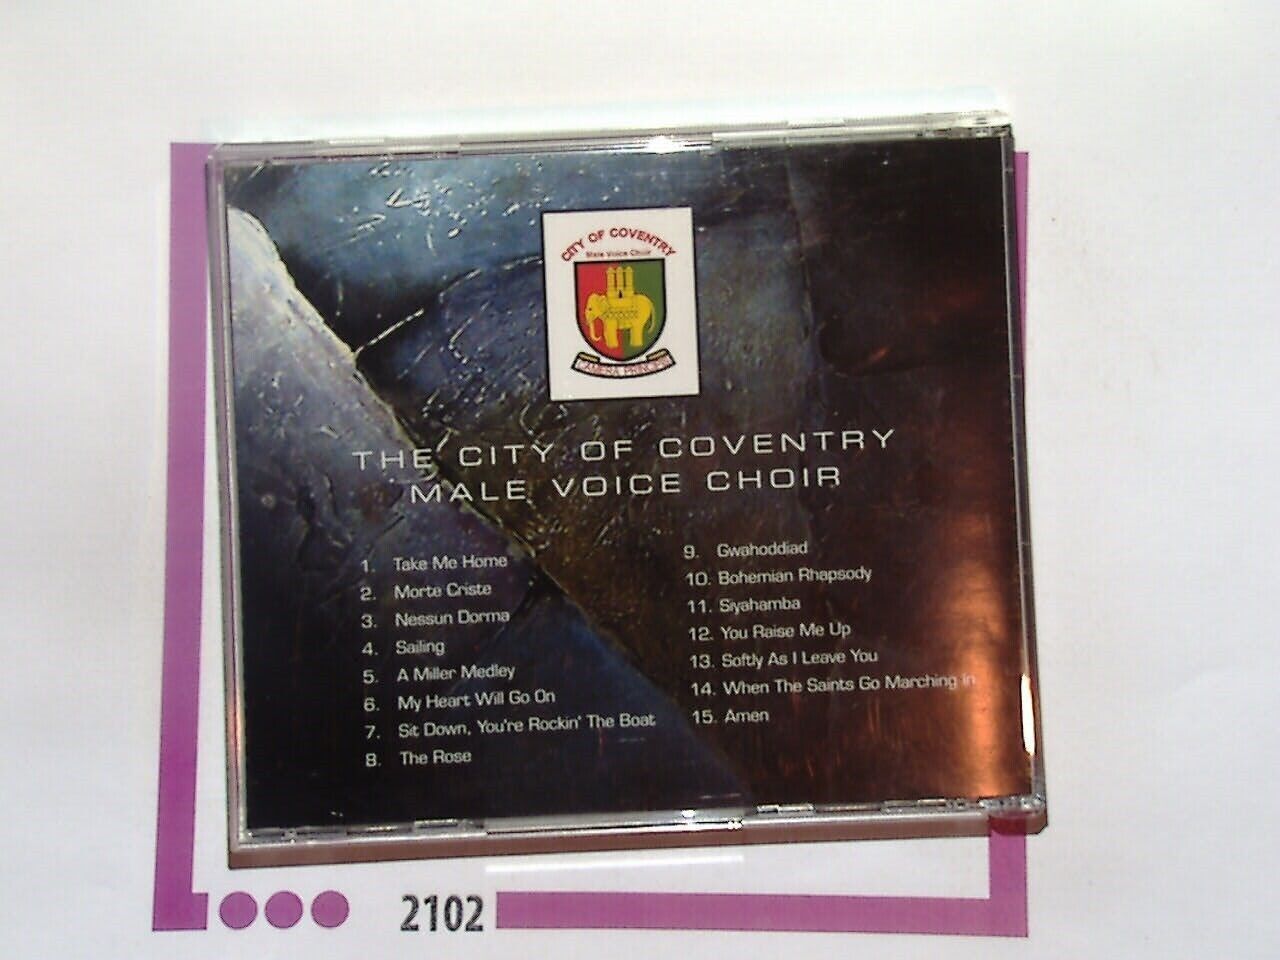 CITY OF COVENTRY
Male Voice Choir
CAMERA PRINCIPIS
THE CITY OF COVENTRY
MALE VOICE CHOIR
1. Take Me Home
2. Morte Criste
3. Nessun Dorma
4. Sailing
5. A Miller Medley
6. My Heart Will Go On
7. Sit Down, You're Rockin' The Boat
8. The Rose
9. Gwahoddiad
10. Bohemian Rhapsody
11. Siyahamba
12. You Raise Me Up
13. Softly As I Leave You
14. When The Saints Go Marching In
15. Amen
2102